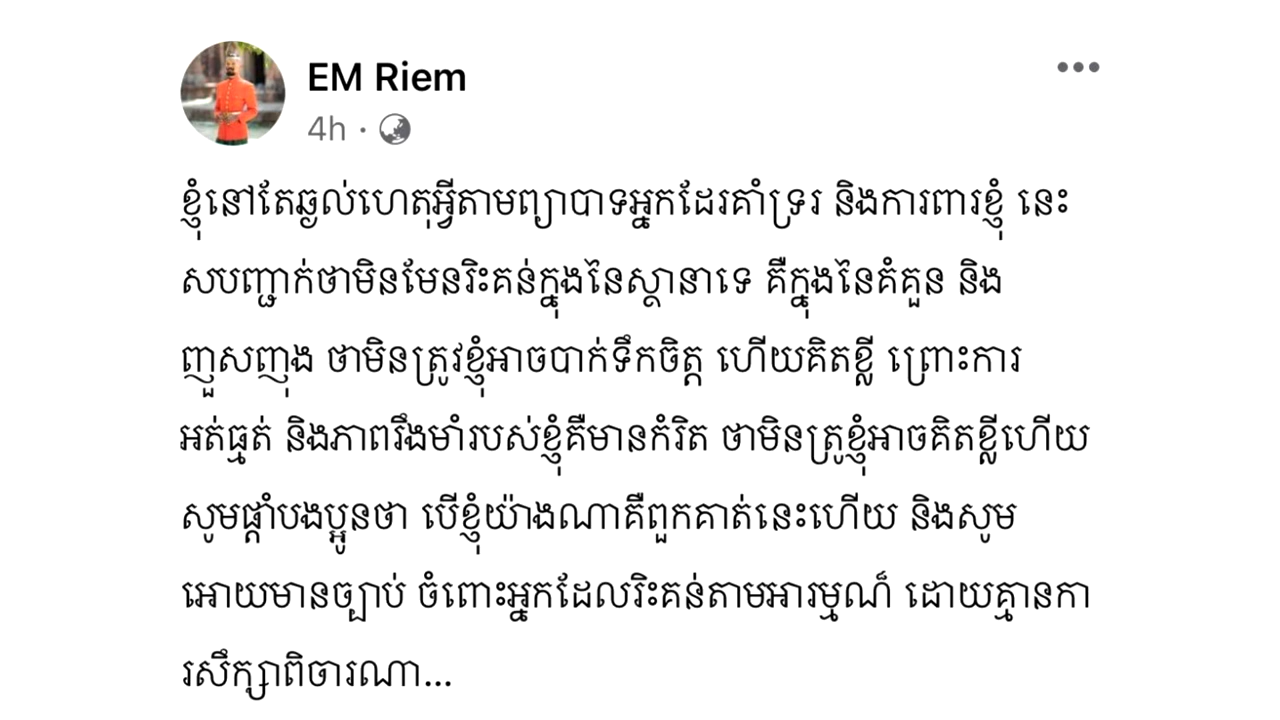 EM Riem
4h ·
ខ្ញុំនៅតែឆ្ងល់ហេតុអ្វីតាមព្យាបាទអ្នកដែរគាំទ្ររ និងការពារខ្ញុំ នេះ
សបញ្ជាក់ថាមិនមែនរិះគន់ក្នុងនៃស្ថានាទេ គឺក្នុងនៃគំគួន និង
ញួសញុង ថាមិនត្រូវខ្ញុំអាចបាក់ទឹកចិត្ត ហើយគិតខ្លី ព្រោះការ
អត់ធ្មត់ និងភាពរឹងមាំរបស់ខ្ញុំគឺមានកំរិត ថាមិនត្រូខ្ញុំអាចគិតខ្លីហើយ
សូមផ្តាំបងប្អូនថា បើខ្ញុំយ៉ាងណាគឺពួកគាត់នេះហើយ និងសូម
អោយមានច្បាប់ ចំពោះអ្នកដែលរិះគន់តាមអារម្មណ៍ ដោយគ្មានកា
រសឹក្សាពិចារណា...